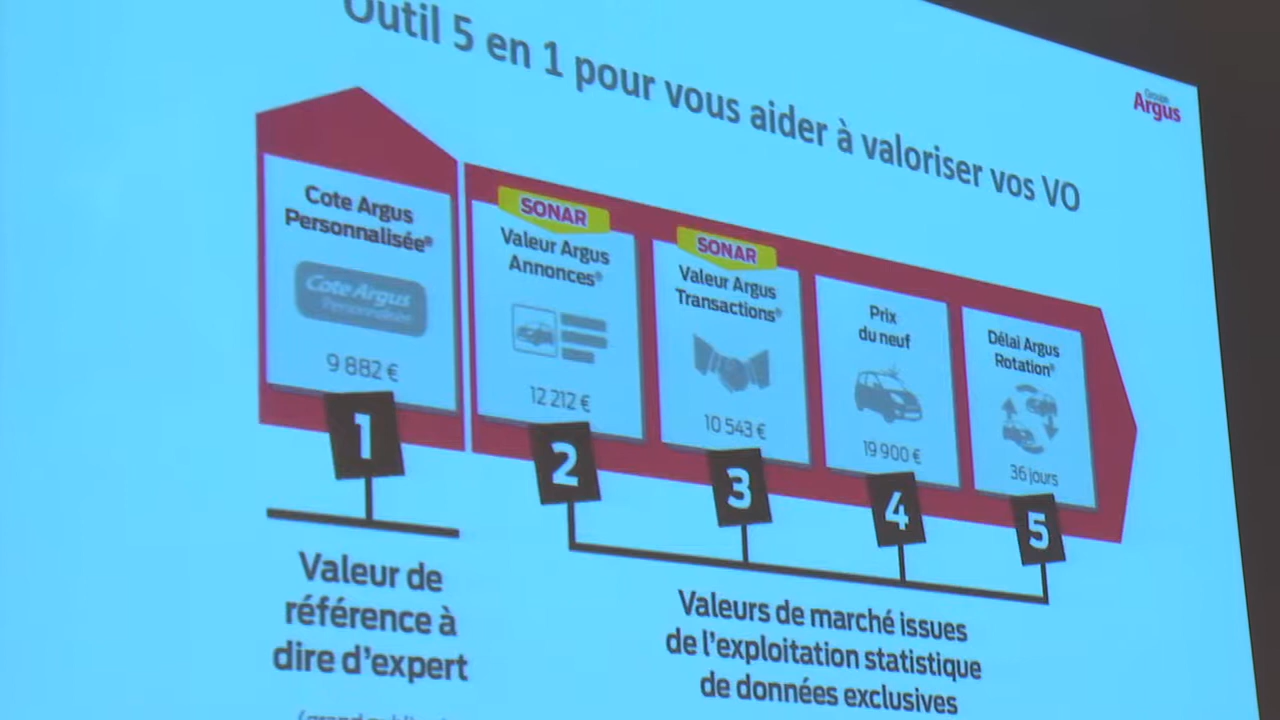 Outil 5 en 1 pour vous aider à valoriser vos VO
Groupe
Argus
Cote Argus
Personnalisée®
Cote Argus
Personnalisée
9 882 €
1
SONAR
Valeur Argus
Annonces®
12 212 €
2
SONAR
Valeur Argus
Transactions®
10 543 €
3
Prix
du neuf
19 900 €
4
Délai Argus
Rotation®
36 jours
5
Valeur de
référence à
dire d'expert
Valeurs de marché issues
de l'exploitation statistique
de données exclusives